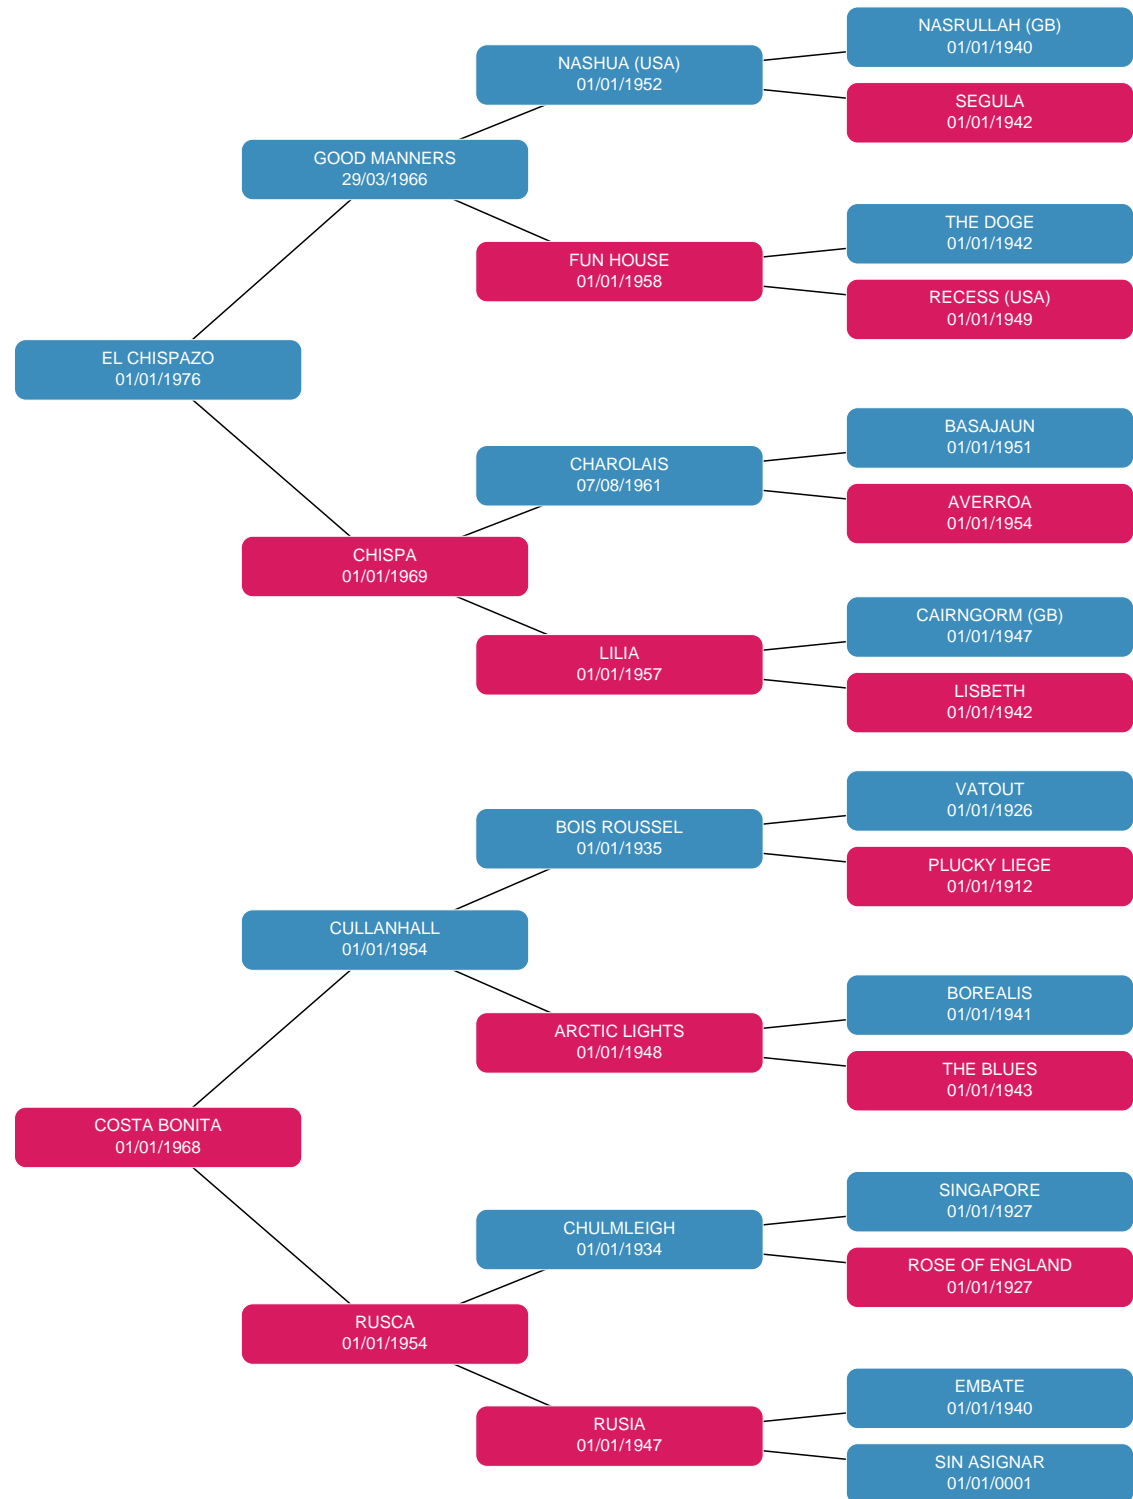 NASRULLAH (GB)
01/01/1940
NASHUA (USA)
01/01/1952
SEGULA
01/01/1942
GOOD MANNERS
29/03/1966
THE DOGE
01/01/1942
FUN HOUSE
01/01/1958
RECESS (USA)
01/01/1949
EL CHISPAZO
01/01/1976
BASAJAUN
01/01/1951
CHAROLAIS
07/08/1961
AVERROA
01/01/1954
CHISPA
01/01/1969
CAIRNGORM (GB)
01/01/1947
LILIA
01/01/1957
LISBETH
01/01/1942
VATOUT
01/01/1926
BOIS ROUSSEL
01/01/1935
PLUCKY LIEGE
01/01/1912
CULLANHALL
01/01/1954
BOREALIS
01/01/1941
ARCTIC LIGHTS
01/01/1948
THE BLUES
01/01/1943
COSTA BONITA
01/01/1968
SINGAPORE
01/01/1927
CHULMLEIGH
01/01/1934
ROSE OF ENGLAND
01/01/1927
RUSCA
01/01/1954
EMBATE
01/01/1940
RUSIA
01/01/1947
SIN ASIGNAR
01/01/0001